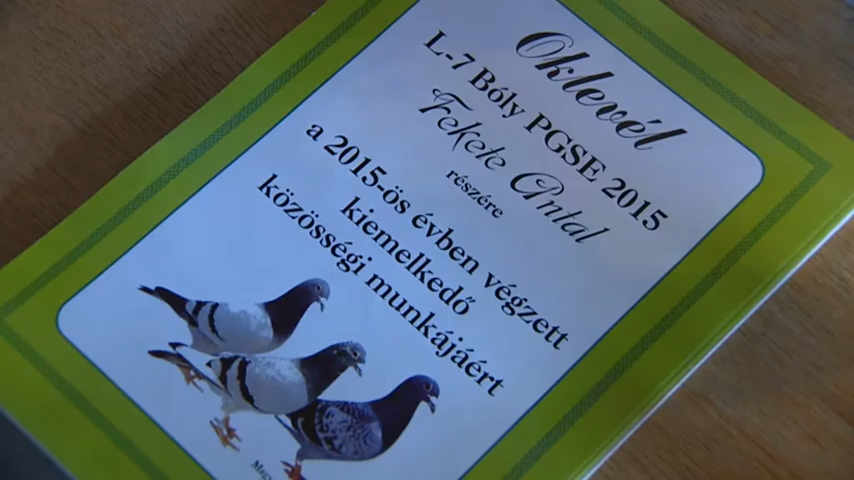 Oklevél
L-7 Bóly PGSE 2015
Fekete Antal
részére
a 2015-ös évben végzett
kiemelkedő
közösségi munkájáért